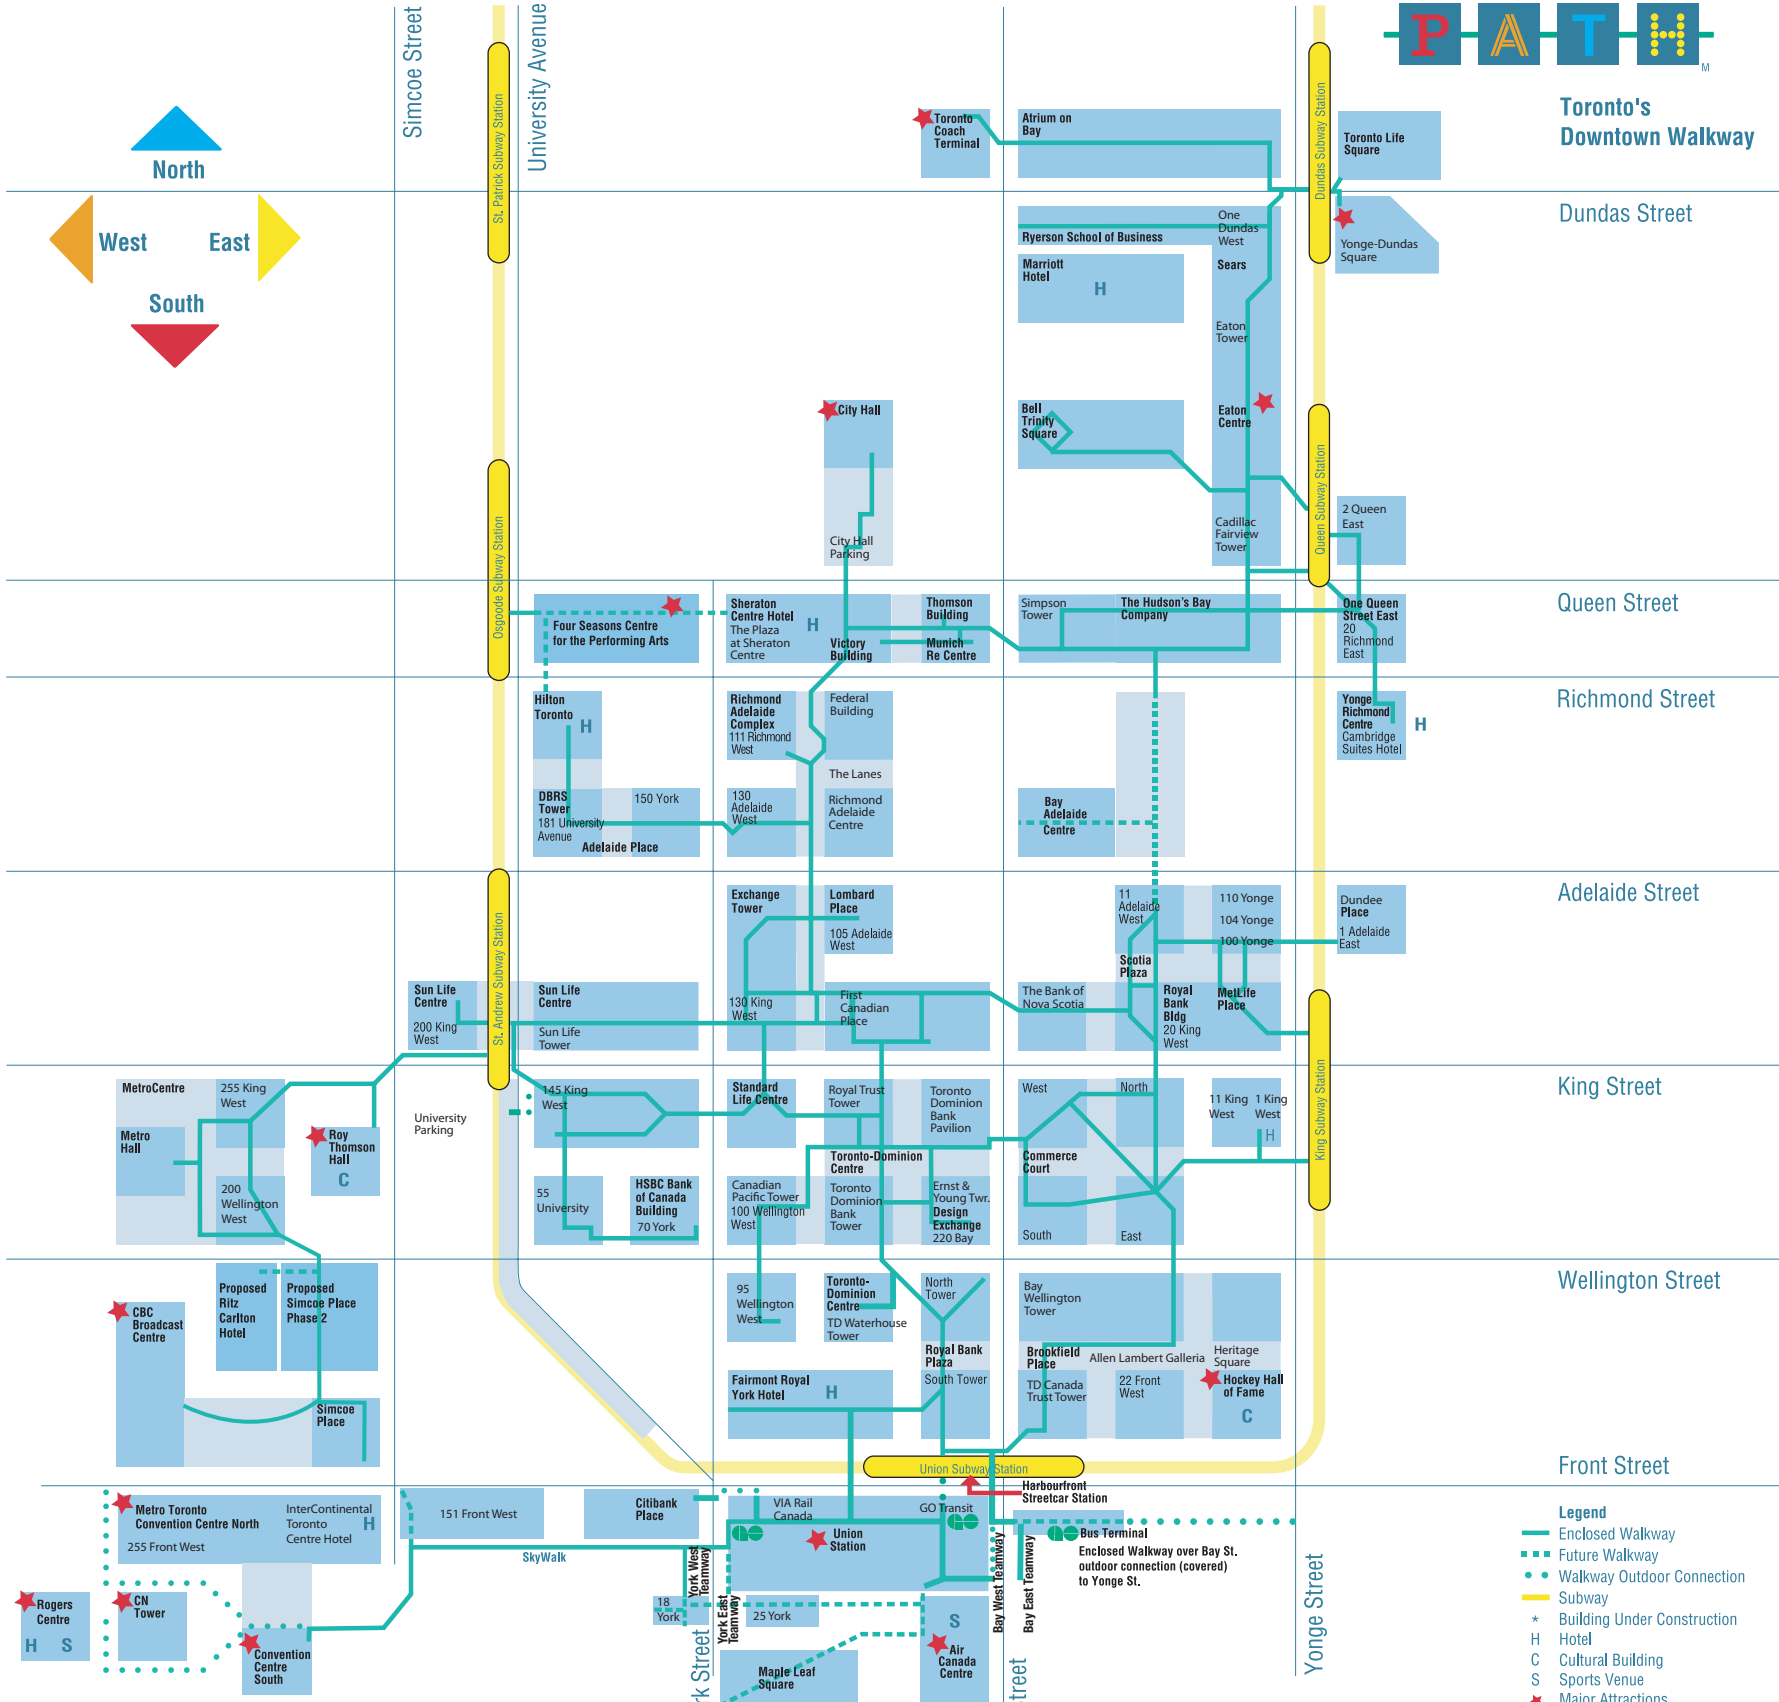 Simcoe Street
University Avenue
St. Patrick Subway Station
Dundas Subway Station
P A T H
M
Toronto's
Downtown Walkway
North
West
East
South
Toronto
Coach
Terminal
Atrium on
Bay
Toronto Life
Square
Dundas Street
One
Dundas
West
Ryerson School of Business
Yonge-Dundas
Square
Marriott
Hotel
H
Sears
Eaton
Tower
City Hall
Bell
Trinity
Square
Eaton
Centre
Osgoode Subway Station
Queen Subway Station
City Hall
Parking
Cadillac
Fairview
Tower
2 Queen
East
Queen Street
Four Seasons Centre
for the Performing Arts
Sheraton
Centre Hotel
The Plaza
at Sheraton
Centre
H
Victory
Building
Thomson
Building
Munich
Re Centre
Simpson
Tower
The Hudson's Bay
Company
One Queen
Street East
20
Richmond
East
Richmond Street
Hilton
Toronto
H
Richmond
Adelaide
Complex
111 Richmond
West
Federal
Building
Yonge
Richmond
Centre
Cambridge
Suites Hotel
H
The Lanes
DBRS
Tower
181 University
Avenue
150 York
Adelaide Place
130
Adelaide
West
Richmond
Adelaide
Centre
Bay
Adelaide
Centre
Adelaide Street
St. Andrew Subway Station
Exchange
Tower
Lombard
Place
105 Adelaide
West
11
Adelaide
West
110 Yonge
104 Yonge
100 Yonge
Dundee
Place
1 Adelaide
East
Scotia
Plaza
Sun Life
Centre
200 King
West
Sun Life
Centre
Sun Life
Tower
130 King
West
First
Canadian
Place
The Bank of
Nova Scotia
Royal
Bank
Bldg
20 King
West
MetLife
Place
King Subway Station
King Street
MetroCentre
255 King
West
Metro
Hall
Roy
Thomson
Hall
C
200
Wellington
West
University
Parking
145 King
West
Standard
Life Centre
Royal Trust
Tower
Toronto
Dominion
Bank
Pavilion
West
North
11 King
West
1 King
West
H
Toronto-Dominion
Centre
Commerce
Court
55
University
HSBC Bank
of Canada
Building
70 York
Canadian
Pacific Tower
100 Wellington
West
Toronto
Dominion
Bank
Tower
Ernst &
Young Twr.
Design
Exchange
220 Bay
South
East
Wellington Street
CBC
Broadcast
Centre
Proposed
Ritz
Carlton
Hotel
Proposed
Simcoe Place
Phase 2
95
Wellington
West
Toronto-
Dominion
Centre
TD Waterhouse
Tower
North
Tower
Bay
Wellington
Tower
Royal Bank
Plaza
South Tower
Brookfield
Place
Allen Lambert Galleria
Heritage
Square
Simcoe
Place
Fairmont Royal
York Hotel
H
TD Canada
Trust Tower
22 Front
West
Hockey Hall
of Fame
C
Union Subway Station
Front Street
Harbourfront
Streetcar Station
Metro Toronto
Convention Centre North
255 Front West
InterContinental
Toronto
Centre Hotel
H
151 Front West
Citibank
Place
VIA Rail
Canada
GO Transit
Union
Station
Bus Terminal
Enclosed Walkway over Bay St.
outdoor connection (covered)
to Yonge St.
SkyWalk
York West
Teamway
York East
Teamway
Bay West Teamway
Bay East Teamway
Rogers
Centre
H S
CN
Tower
Convention
Centre
South
18
York
25 York
S
Air
Canada
Centre
Maple Leaf
Square
rk Street
treet
Yonge Street
Legend
Enclosed Walkway
Future Walkway
Walkway Outdoor Connection
Subway
* Building Under Construction
H Hotel
C Cultural Building
S Sports Venue
Major Attractions